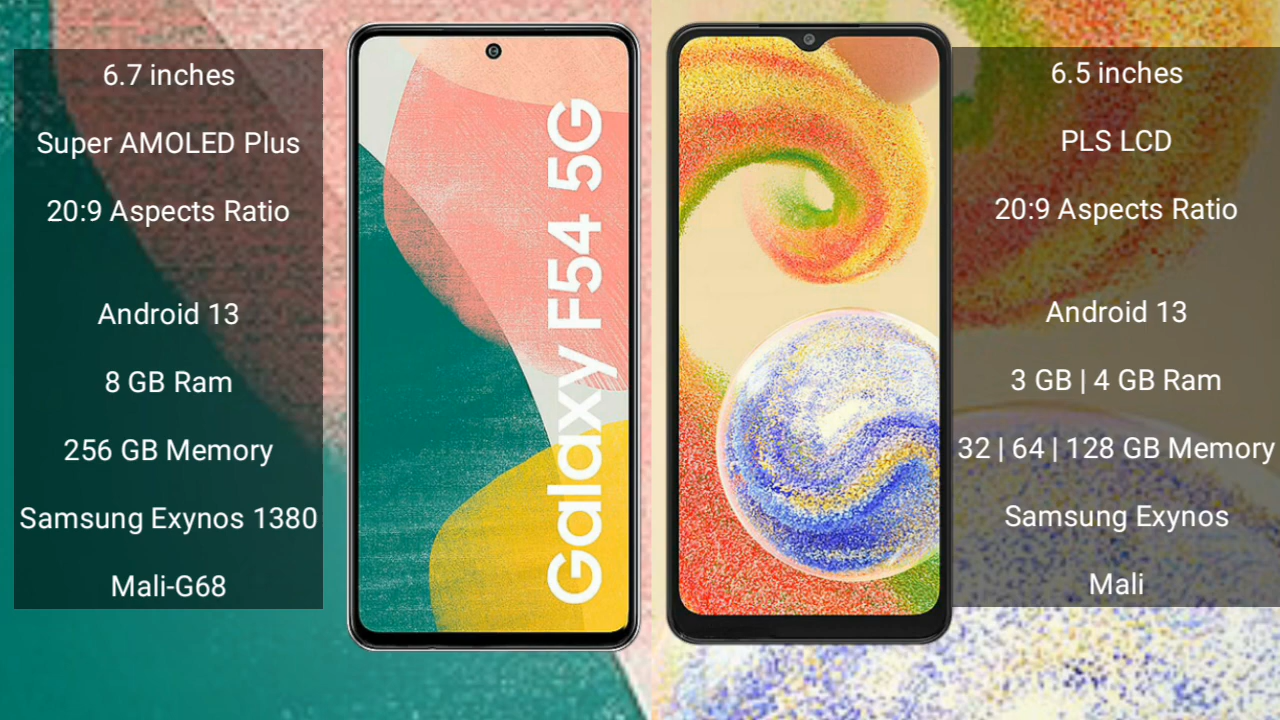 6.7 inches
Super AMOLED Plus
20:9 Aspects Ratio
Android 13
8 GB Ram
256 GB Memory
Samsung Exynos 1380
Mali-G68
Galaxy F54 5G
6.5 inches
PLS LCD
20:9 Aspects Ratio
Android 13
3 GB | 4 GB Ram
32 | 64 | 128 GB Memory
Samsung Exynos
Mali